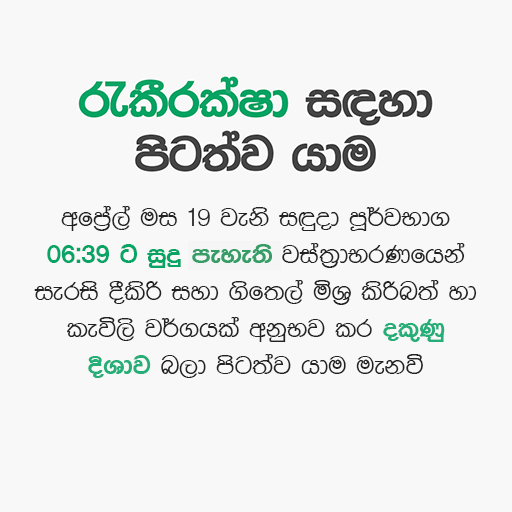 රැකීරක්ෂා සඳහා
පිටත්ව යාම
අප්‍රේල් මස 19 වැනි සඳුදා පූර්වභාග
06:39 ට සුදු පැහැති වස්ත්‍රාභරණයෙන්
සැරසි දීකිරි සහා ගිතෙල් මිශ්‍ර කිරිබත් හා
කැවිලි වර්ගයක් අනුභව කර දකුණු
දිශාව බලා පිටත්ව යාම මැනවි